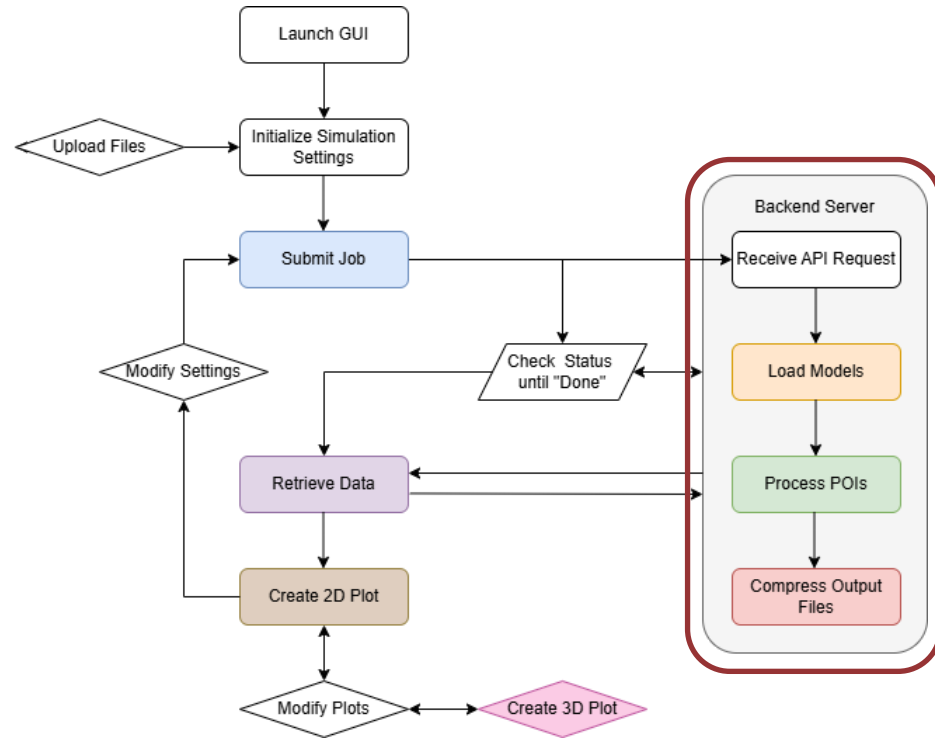 Launch GUI
Upload Files
Initialize Simulation
Settings
Backend Server
Submit Job
Receive API Request
Modify Settings
Check Status
until "Done"
Load Models
Retrieve Data
Process POIs
Create 2D Plot
Compress Output
Files
Modify Plots
Create 3D Plot